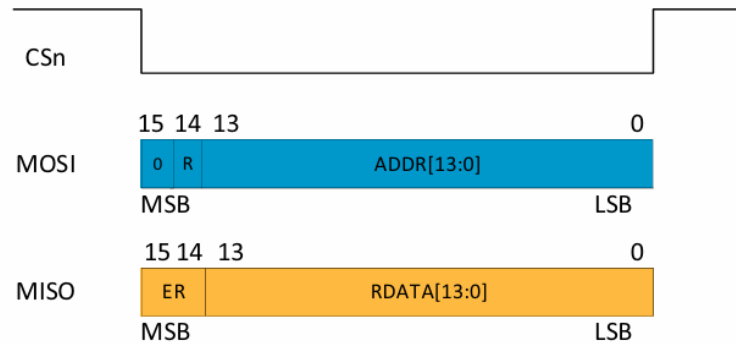 CSn
15 14 13 0
MOSI 0 R ADDR[13:0]
MSB LSB
15 14 13 0
MISO ER RDATA[13:0]
MSB LSB